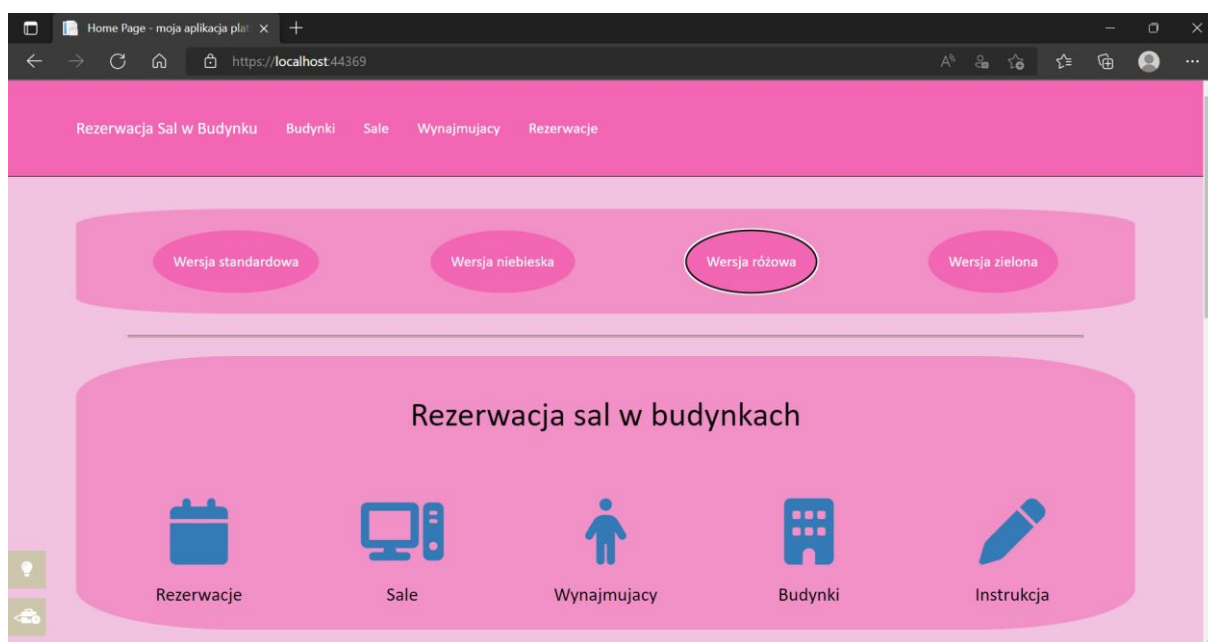 Home Page - moja aplikacja plat
https://localhost:44369
Rezerwacja Sal w Budynku Budynki Sale Wynajmujacy Rezerwacje
Wersja standardowa Wersja niebieska Wersja różowa Wersja zielona
Rezerwacja sal w budynkach
Rezerwacje Sale Wynajmujacy Budynki Instrukcja